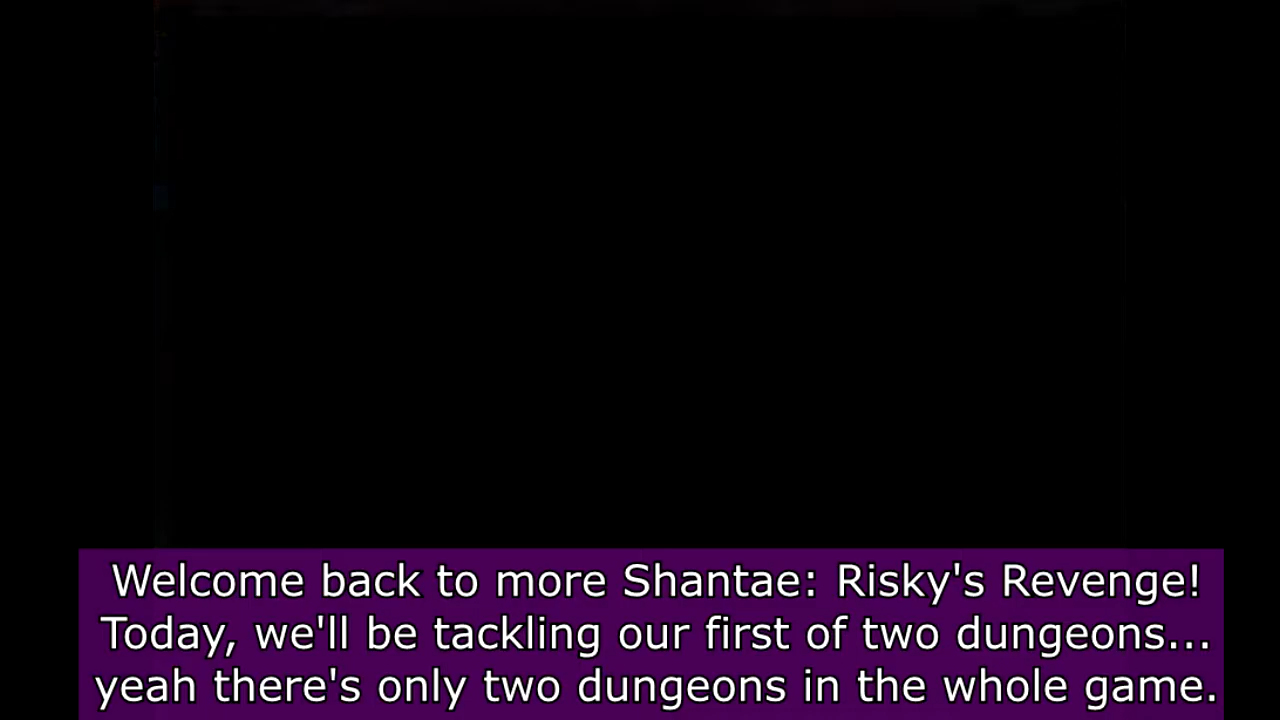 Welcome back to more Shantae: Risky's Revenge!
Today, we'll be tackling our first of two dungeons...
yeah there's only two dungeons in the whole game.